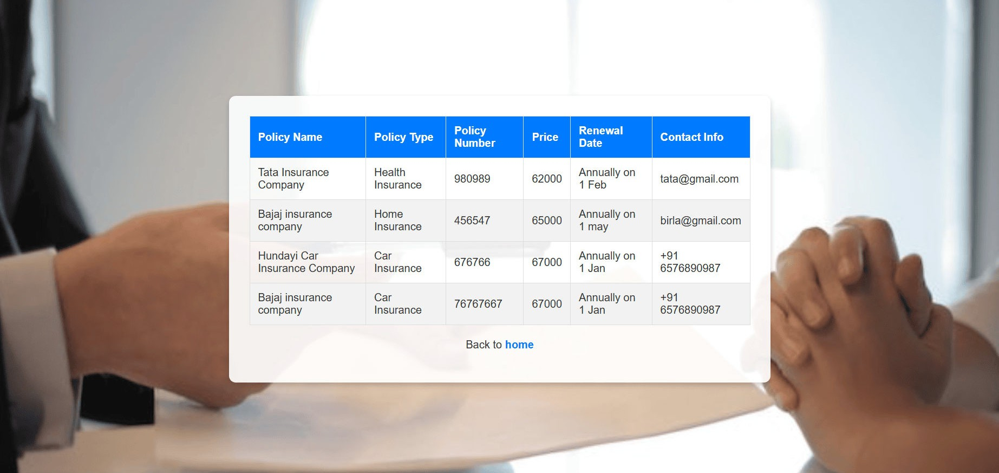 Policy Name Policy Type Policy Number Price Renewal Date Contact Info
Tata Insurance Company Health Insurance 980989 62000 Annually on 1 Feb tata@gmail.com
Bajaj insurance company Home Insurance 456547 65000 Annually on 1 may birla@gmail.com
Hundayi Car Insurance Company Car Insurance 676766 67000 Annually on 1 Jan +91 6576890987
Bajaj insurance company Car Insurance 76767667 67000 Annually on 1 Jan +91 6576890987
Back to home